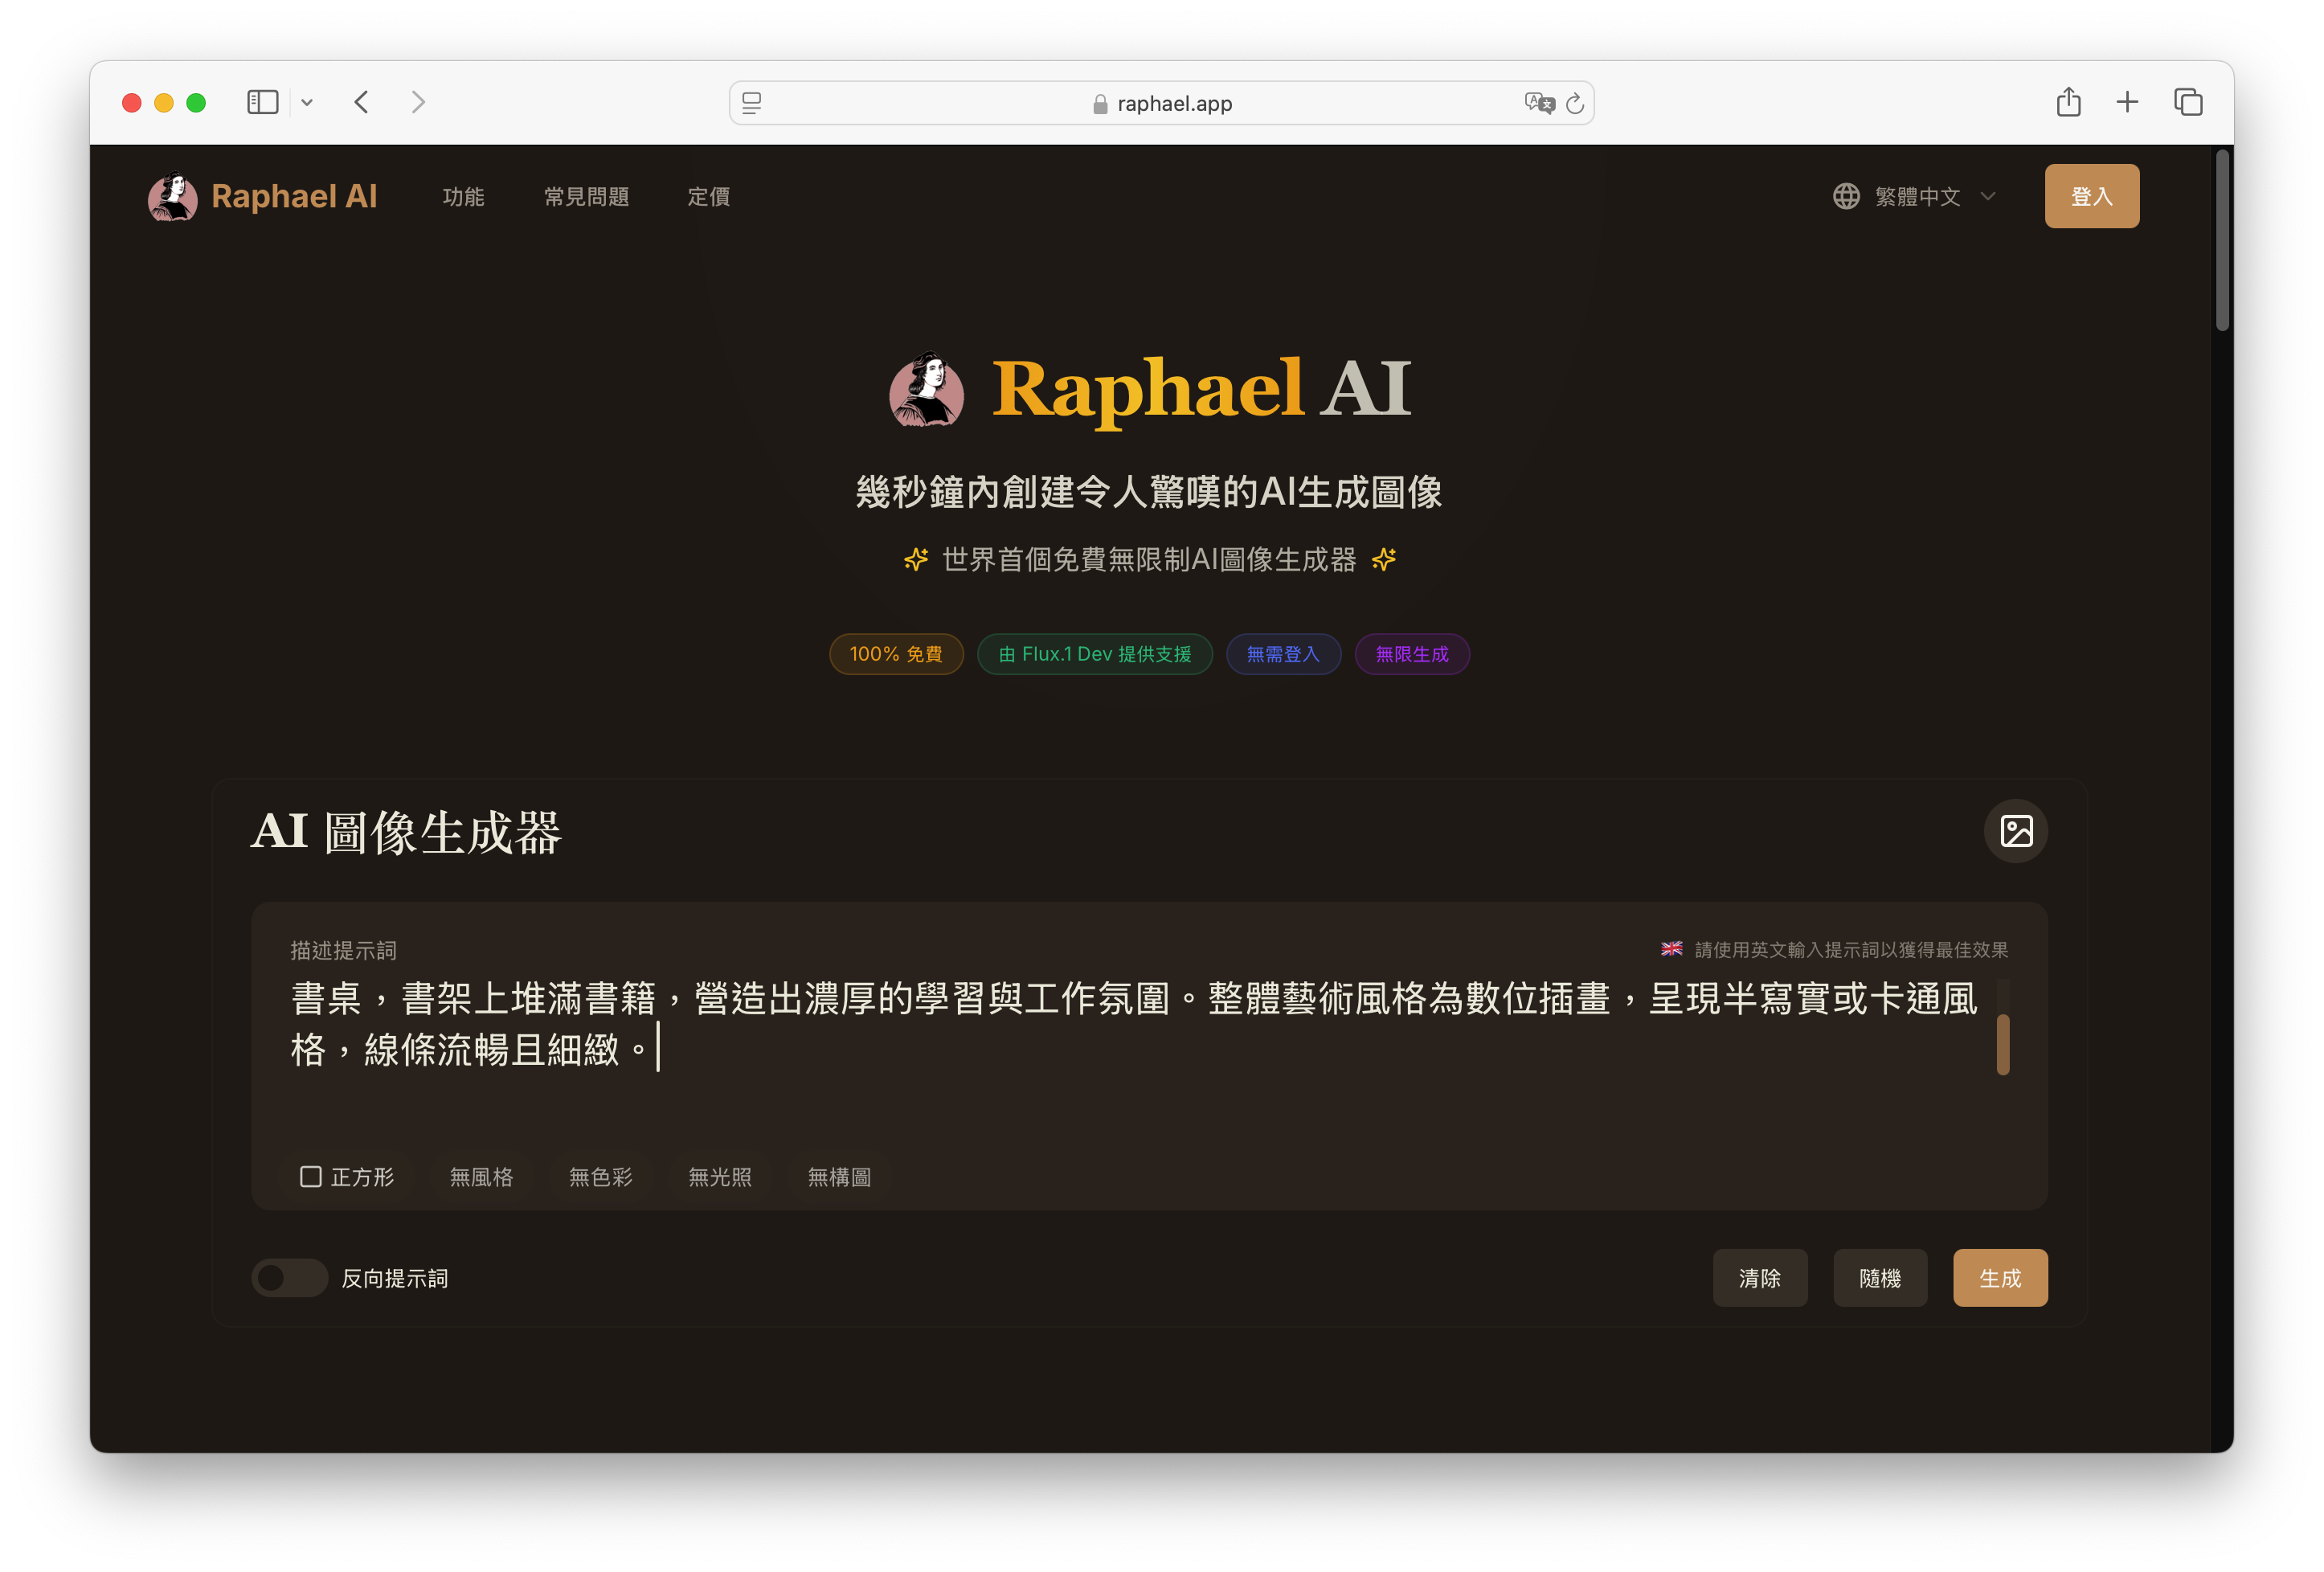 raphael.app
Raphael AI 功能 常見問題 定價 繁體中文 登入
Raphael AI
幾秒鐘內創建令人驚嘆的AI生成圖像
世界首個免費無限制AI圖像生成器
100% 免費 由 Flux.1 Dev 提供支援 無需登入 無限生成
AI 圖像生成器
描述提示詞 請使用英文輸入提示詞以獲得最佳效果
書桌，書架上堆滿書籍，營造出濃厚的學習與工作氛圍。整體藝術風格為數位插畫，呈現半寫實或卡通風
格，線條流暢且細緻。
正方形 無風格 無色彩 無光照 無構圖
反向提示詞 清除 隨機 生成